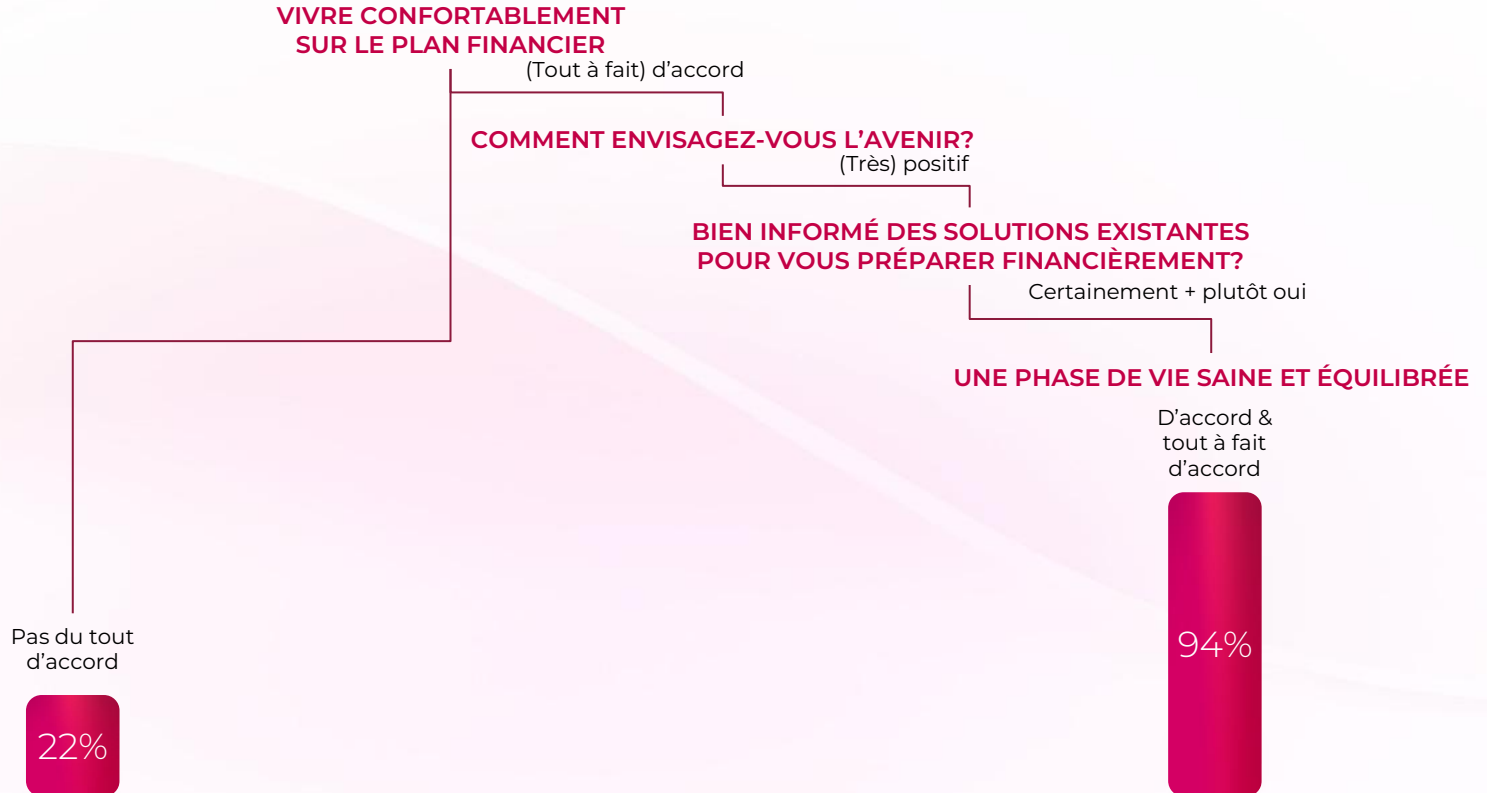 VIVRE CONFORTABLEMENT
SUR LE PLAN FINANCIER
(Tout à fait) d’accord
COMMENT ENVISAGEZ-VOUS L’AVENIR?
(Très) positif
BIEN INFORMÉ DES SOLUTIONS EXISTANTES
POUR VOUS PRÉPARER FINANCIÈREMENT?
Certainement + plutôt oui
UNE PHASE DE VIE SAINE ET ÉQUILIBRÉE
D’accord &
tout à fait
d’accord
94%
Pas du tout
d’accord
22%